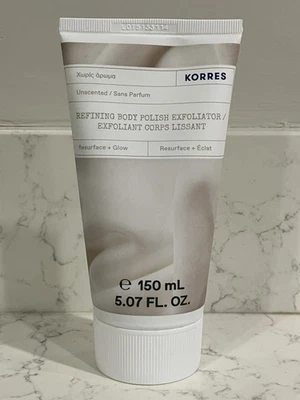 Χωρίς άρωμα
KORRES
Unscented / Sans Parfum
REFINING BODY POLISH EXFOLIATOR /
EXFOLIANT CORPS LISSANT
Resurface + Glow
Resurface + Éclat
℮ 150 mL
5.07 FL. OZ.